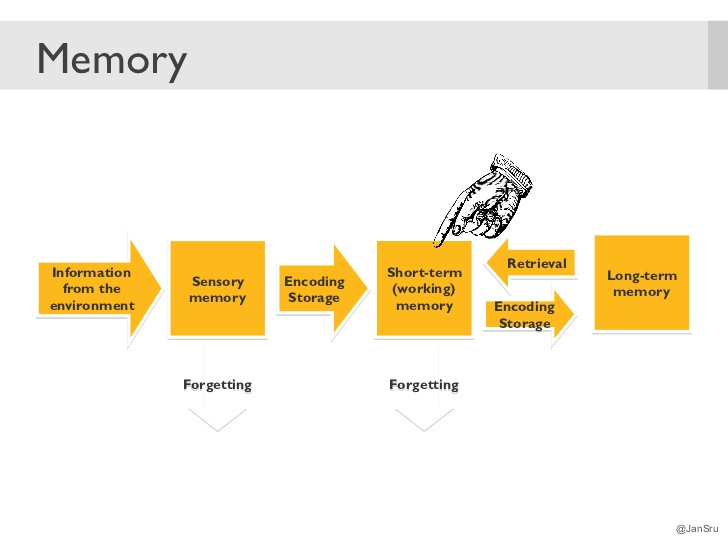 Memory
Information
from the
environment
Sensory
memory
Encoding
Storage
Short-term
(working)
memory
Retrieval
Encoding
Storage
Long-term
memory
Forgetting
Forgetting
@JanSru